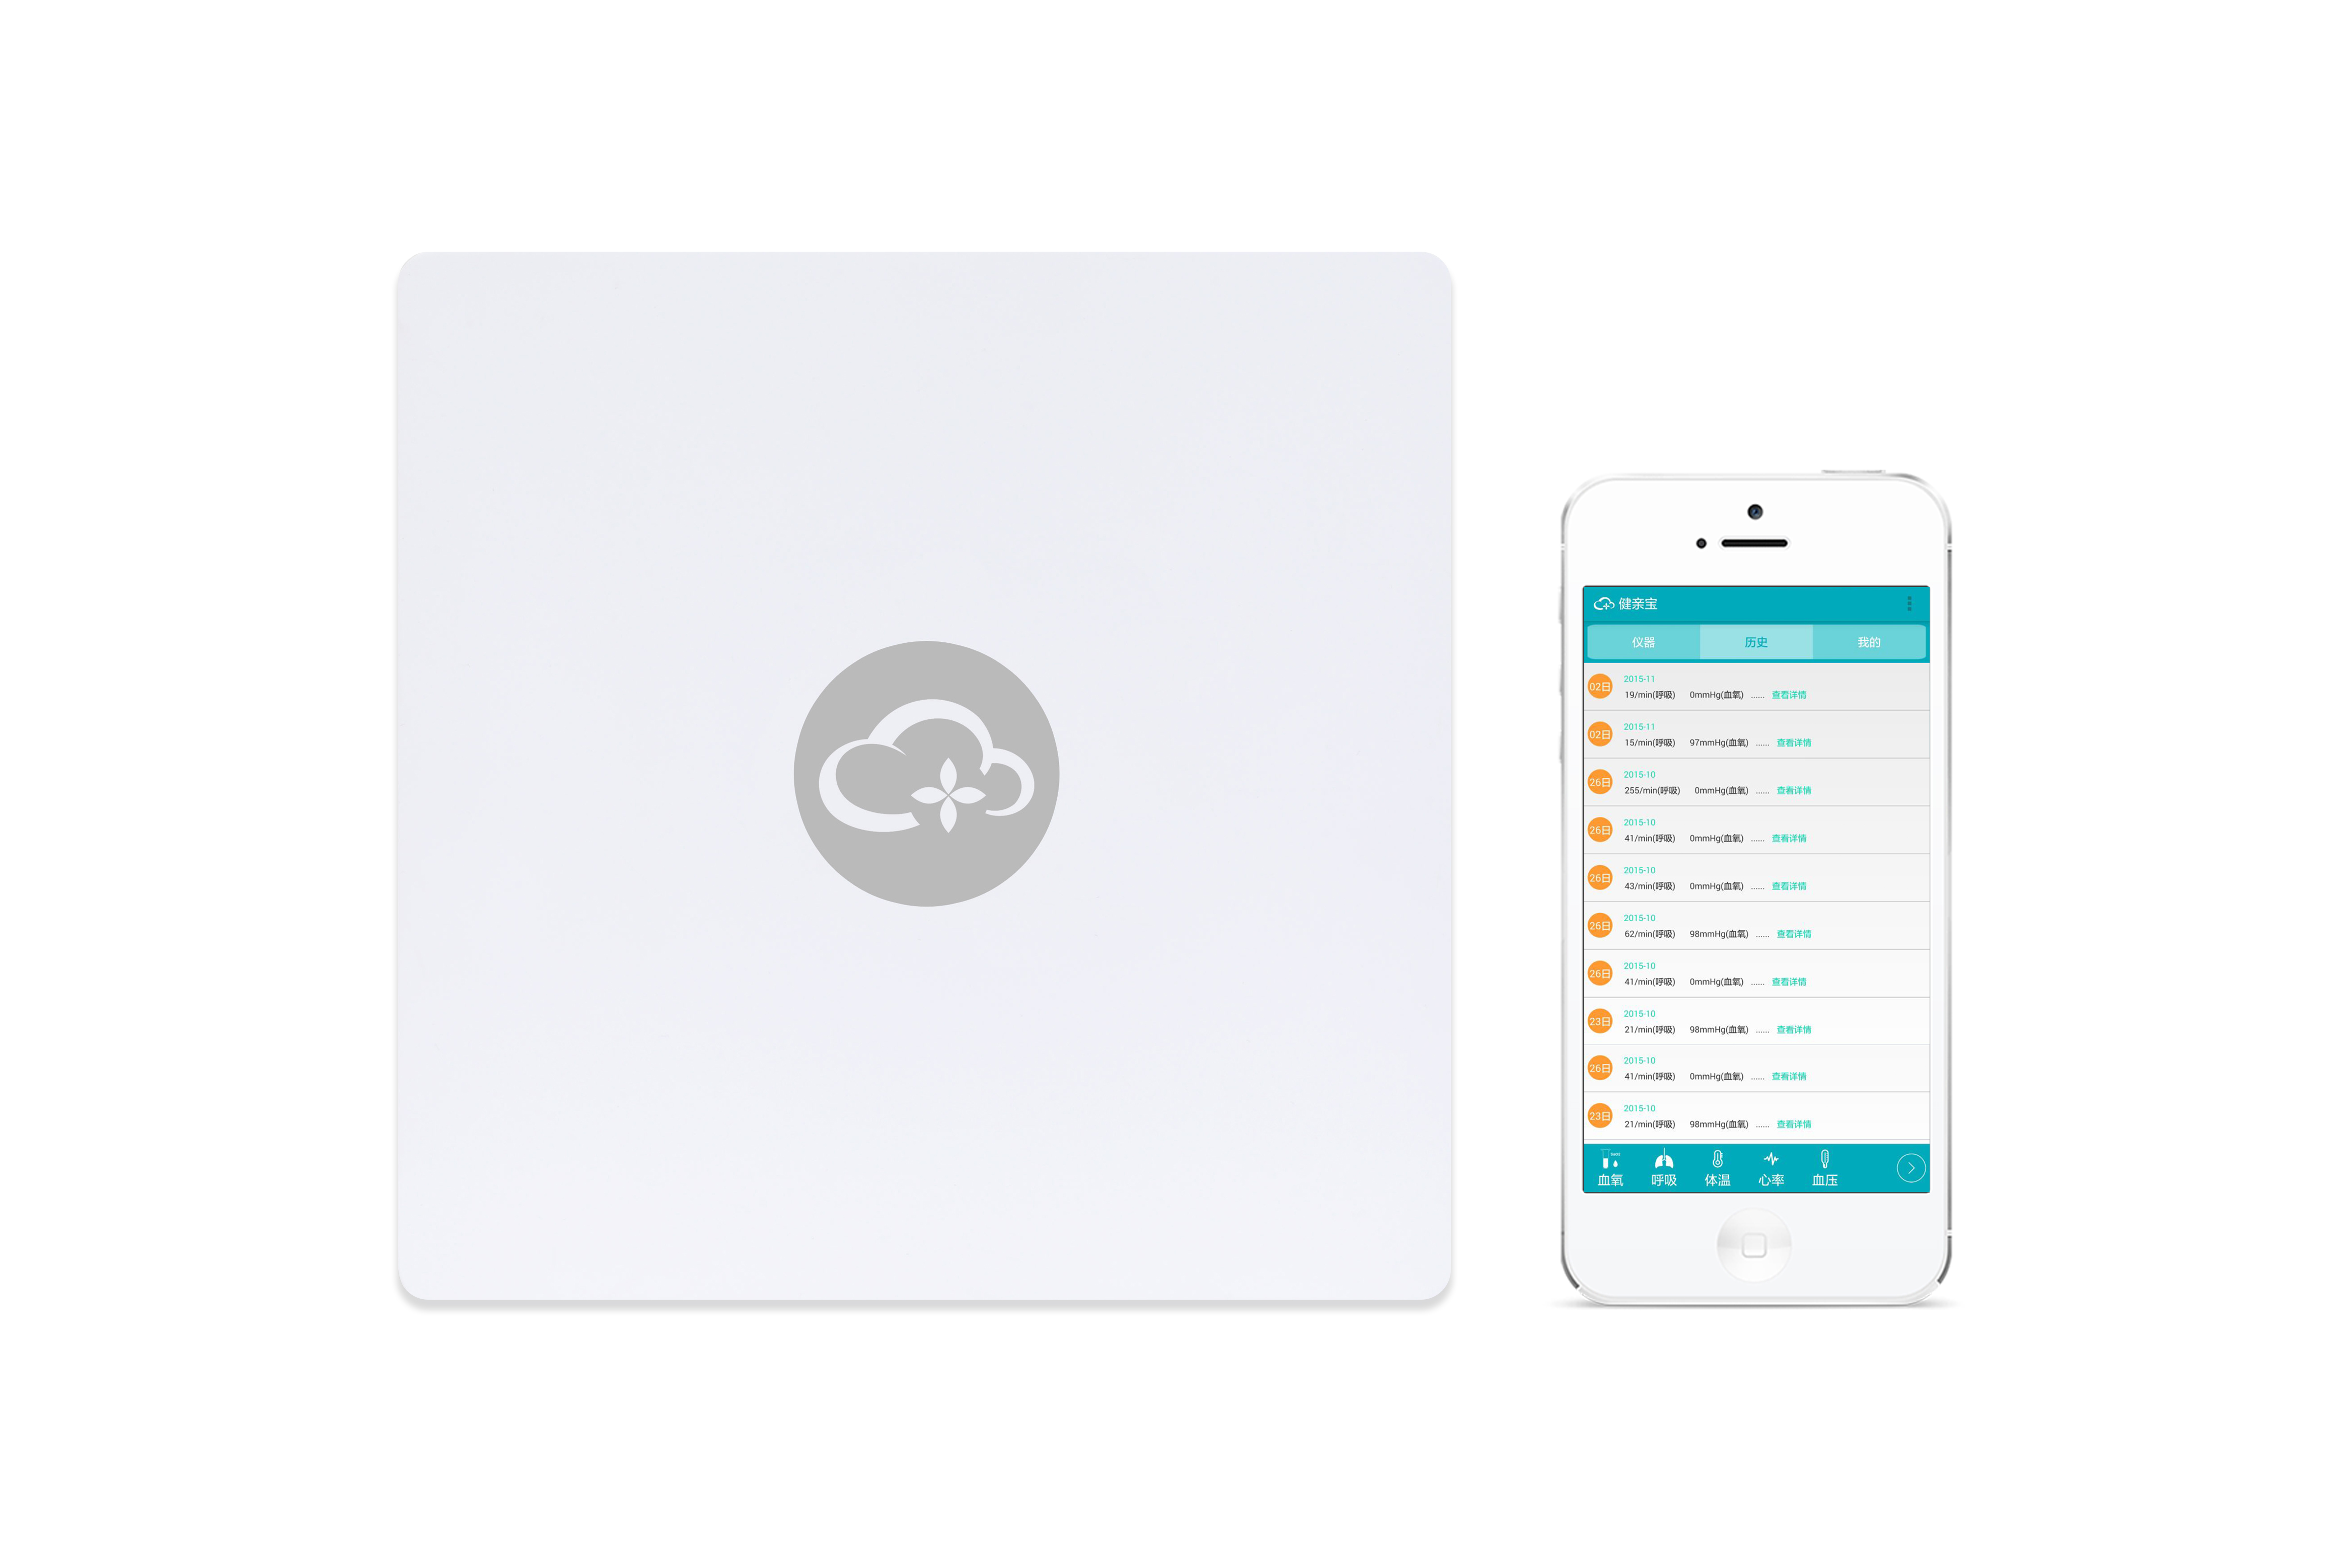 健亲宝
仪器 历史 我的
02日 2015-11
19/min(呼吸) 0mmHg(血氧) ...... 查看详情
02日 2015-11
15/min(呼吸) 97mmHg(血氧) ...... 查看详情
26日 2015-10
255/min(呼吸) 0mmHg(血氧) ...... 查看详情
26日 2015-10
41/min(呼吸) 0mmHg(血氧) ...... 查看详情
26日 2015-10
43/min(呼吸) 0mmHg(血氧) ...... 查看详情
26日 2015-10
62/min(呼吸) 98mmHg(血氧) ...... 查看详情
26日 2015-10
41/min(呼吸) 0mmHg(血氧) ...... 查看详情
23日 2015-10
21/min(呼吸) 98mmHg(血氧) ...... 查看详情
26日 2015-10
41/min(呼吸) 0mmHg(血氧) ...... 查看详情
23日 2015-10
21/min(呼吸) 98mmHg(血氧) ...... 查看详情
血氧 呼吸 体温 心率 血压